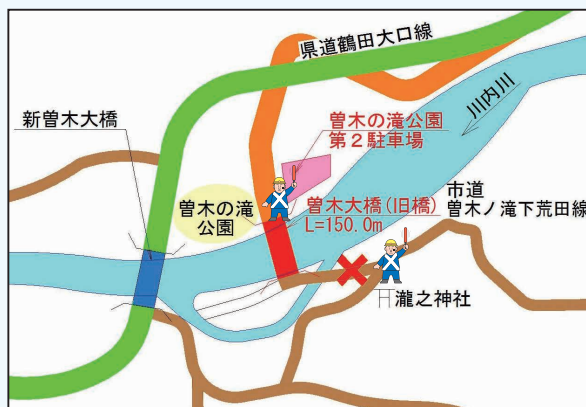 県道鶴田大口線
新曽木大橋
川内川
曽木の滝公園
第2駐車場
曽木の滝
公園
曽木大橋(旧橋)
L=150.0m
市道
曽木ノ滝下荒田線
瀧之神社